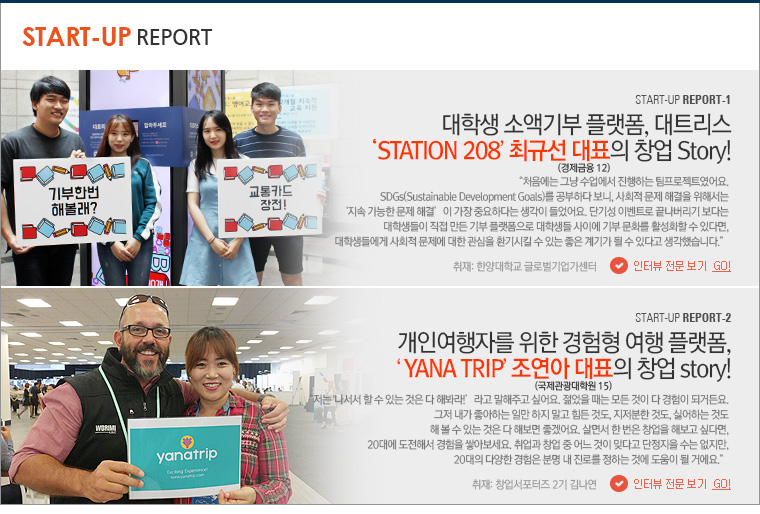 START-UP REPORT
START-UP REPORT-1
대학생 소액기부 플랫폼, 대트리스
‘STATION 208’ 최규선 대표의 창업 Story!
(경제금융 12)
“처음에는 그냥 수업에서 진행하는 팀프로젝트였어요.
SDGs(Sustainable Development Goals)를 공부하다 보니, 사회적 문제 해결을 위해서는
‘지속 가능한 문제 해결’이 가장 중요하다는 생각이 들었어요. 단기성 이벤트로 끝나버리기 보다는
대학생들이 직접 만든 기부 플랫폼으로 대학생들 사이에 기부 문화를 활성화할 수 있다면,
대학생들에게 사회적 문제에 대한 관심을 환기시킬 수 있는 좋은 계기가 될 수 있다고 생각했습니다.”
취재: 한양대학교 글로벌기업가센터
인터뷰 전문 보기 GO!
기부한번
해볼래?
교통카드
장전!
START-UP REPORT-2
개인여행자를 위한 경험형 여행 플랫폼,
‘ YANA TRIP’ 조연아 대표의 창업 story!
(국제관광대학원 15)
“저는 ‘나서서 할 수 있는 것은 다 해봐라!’라고 말해주고 싶어요. 젊었을 때는 모든 것이 다 경험이 되거든요.
그저 내가 좋아하는 일만 하지 말고 힘든 것도, 지저분한 것도, 싫어하는 것도
해 볼 수 있는 것은 다 해보면 좋겠어요. 살면서 한 번은 창업을 해보고 싶다면,
20대에 도전해서 경험을 쌓아보세요. 취업과 창업 중 어느 것이 맞다고 단정지을 수는 없지만,
20대의 다양한 경험은 분명 내 진로를 정하는 것에 도움이 될 거에요.”
취재: 창업서포터즈 2기 김나연
인터뷰 전문 보기 GO!
WORMI
yanatrip
Exciting Experience!
www.yanatrip.com